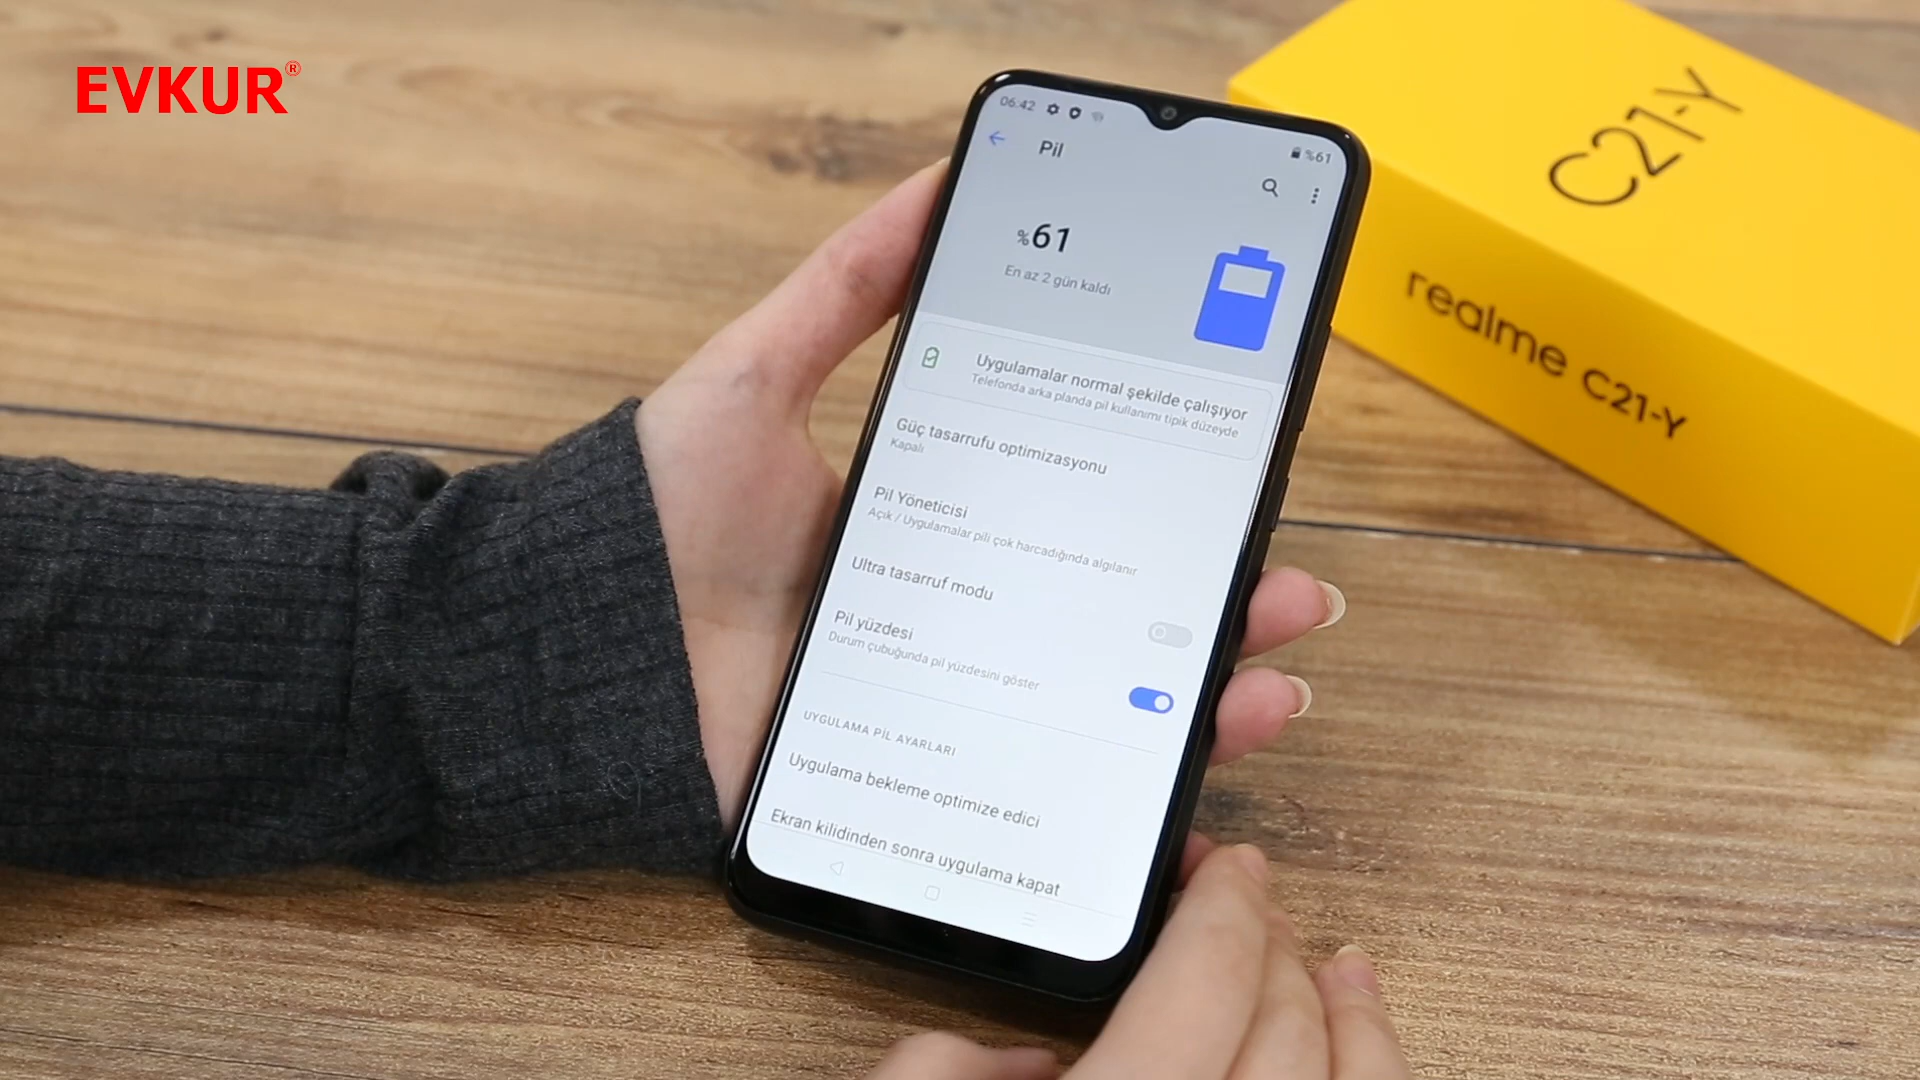 EVKUR®
06:42
%61
Pil
%61
En az 2 gün kaldı
Uygulamalar normal şekilde çalışıyor
Telefonda arka planda pil kullanımı tipik düzeyde
Güç tasarrufu optimizasyonu
Kapalı
Pil Yöneticisi
Açık / Uygulamalar pili çok harcadığında algılanır
Ultra tasarruf modu
Pil yüzdesi
Durum çubuğunda pil yüzdesini göster
UYGULAMA PİL AYARLARI
Uygulama bekleme optimize edici
Ekran kilidinden sonra uygulama kapat
C21-Y
realme C21-Y